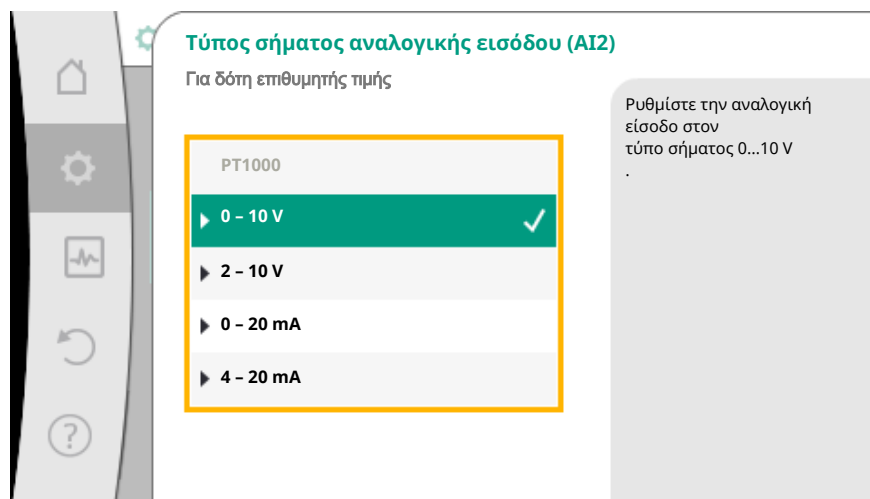 Τύπος σήματος αναλογικής εισόδου (AI2)
Για δότη επιθυμητής τιμής
PT1000
0 – 10 V
2 – 10 V
0 – 20 mA
4 – 20 mA
?
Ρυθμίστε την αναλογική
είσοδο στον
τύπο σήματος 0...10 V
.